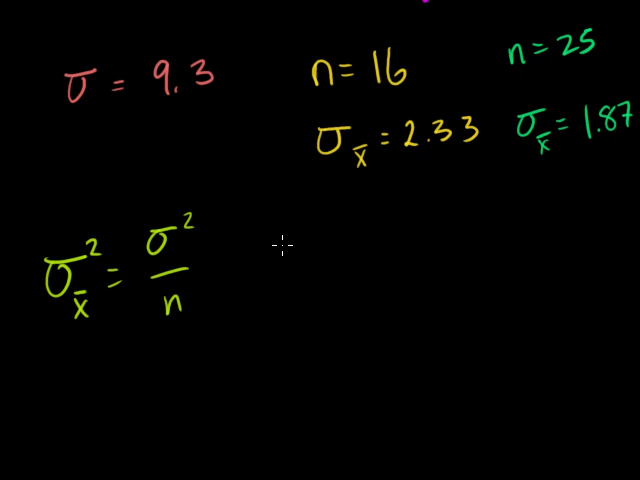 σ = 9.3
n = 16
σ_x̄ = 2.33
n = 25
σ_x̄ = 1.87
σ_x̄² = σ²/n